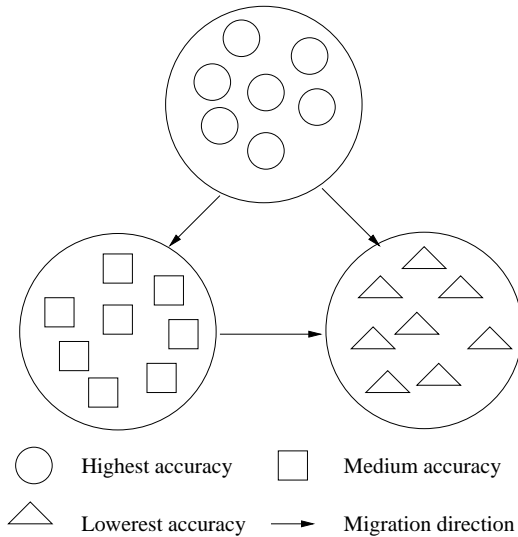 Highest accuracy
Medium accuracy
Lowerest accuracy
Migration direction